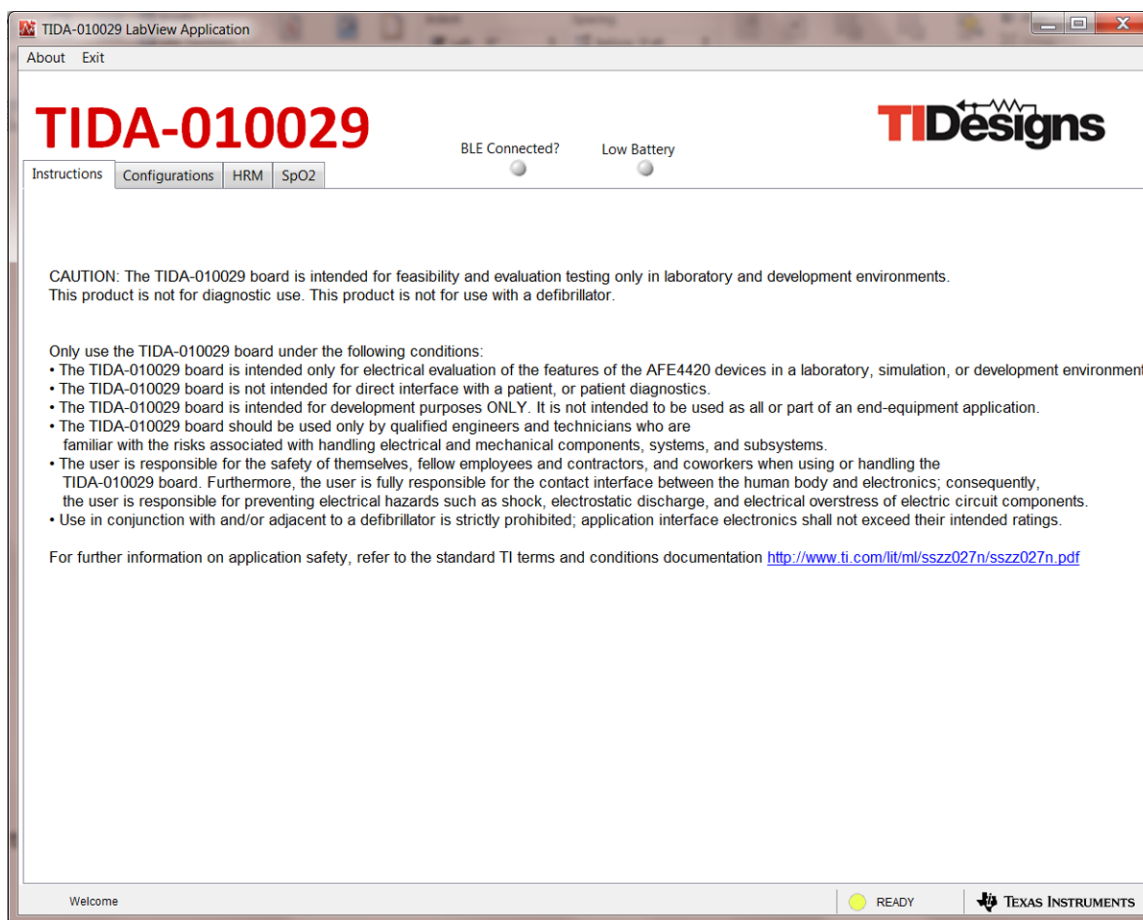 TIDA-010029 LabView Application
About Exit
TIDA-010029
TIDesigns
BLE Connected? Low Battery
Instructions Configurations HRM SpO2
CAUTION: The TIDA-010029 board is intended for feasibility and evaluation testing only in laboratory and development environments.
This product is not for diagnostic use. This product is not for use with a defibrillator.
Only use the TIDA-010029 board under the following conditions:
• The TIDA-010029 board is intended only for electrical evaluation of the features of the AFE4420 devices in a laboratory, simulation, or development environment
• The TIDA-010029 board is not intended for direct interface with a patient, or patient diagnostics.
• The TIDA-010029 board is intended for development purposes ONLY. It is not intended to be used as all or part of an end-equipment application.
• The TIDA-010029 board should be used only by qualified engineers and technicians who are
familiar with the risks associated with handling electrical and mechanical components, systems, and subsystems.
• The user is responsible for the safety of themselves, fellow employees and contractors, and coworkers when using or handling the
TIDA-010029 board. Furthermore, the user is fully responsible for the contact interface between the human body and electronics; consequently,
the user is responsible for preventing electrical hazards such as shock, electrostatic discharge, and electrical overstress of electric circuit components.
• Use in conjunction with and/or adjacent to a defibrillator is strictly prohibited; application interface electronics shall not exceed their intended ratings.
For further information on application safety, refer to the standard TI terms and conditions documentation http://www.ti.com/lit/ml/sszz027n/sszz027n.pdf
Welcome READY TEXAS INSTRUMENTS